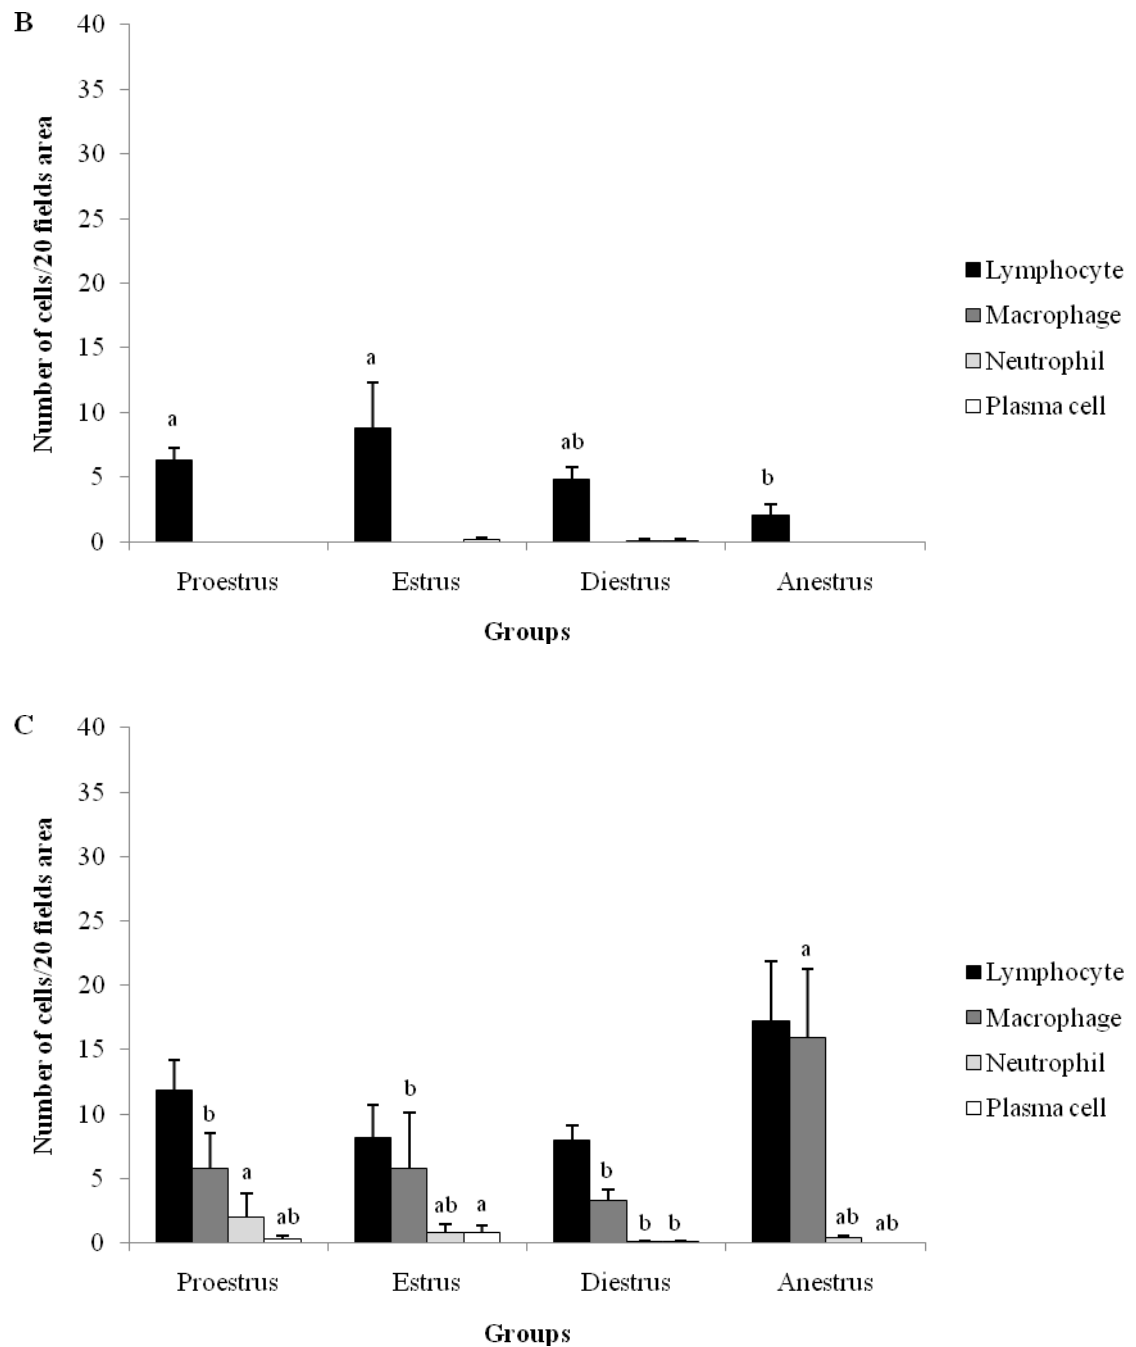 B
Number of cells/20 fields area
40
35
30
25
20
15
10
5
0
a
a
ab
b
Proestrus Estrus Diestrus Anestrus
Groups
Lymphocyte
Macrophage
Neutrophil
Plasma cell
C
Number of cells/20 fields area
40
35
30
25
20
15
10
5
0
b a ab
b ab a
b b b
a ab ab
Proestrus Estrus Diestrus Anestrus
Groups
Lymphocyte
Macrophage
Neutrophil
Plasma cell